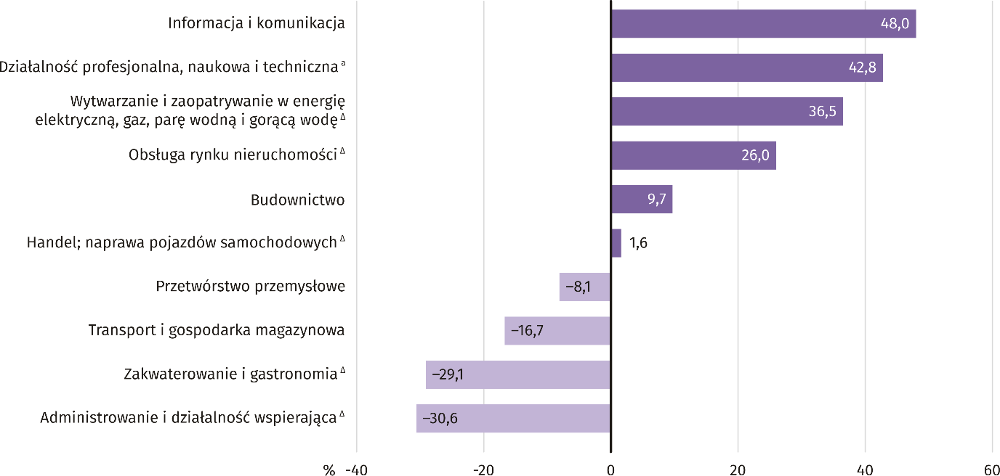 Informacja i komunikacja
48,0
Działalność profesjonalna, naukowa i techniczna a
42,8
Wytwarzanie i zaopatrywanie w energię
elektryczną, gaz, parę wodną i gorącą wodę Δ
36,5
Obsługa rynku nieruchomości Δ
26,0
Budownictwo
9,7
Handel; naprawa pojazdów samochodowych Δ
1,6
Przetwórstwo przemysłowe
–8,1
Transport i gospodarka magazynowa
–16,7
Zakwaterowanie i gastronomia Δ
–29,1
Administrowanie i działalność wspierająca Δ
–30,6
% -40 -20 0 20 40 60